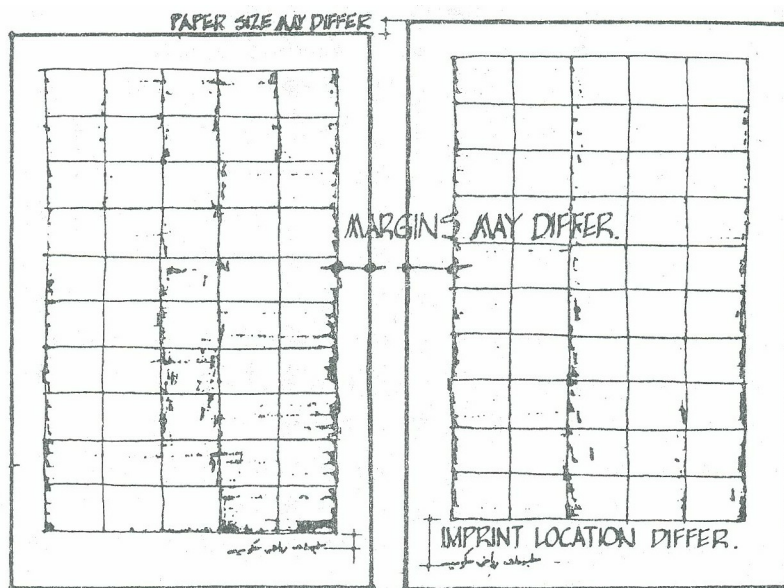 PAPER SIZE MAY DIFFER
MARGINS MAY DIFFER.
IMPRINT LOCATION DIFFER.